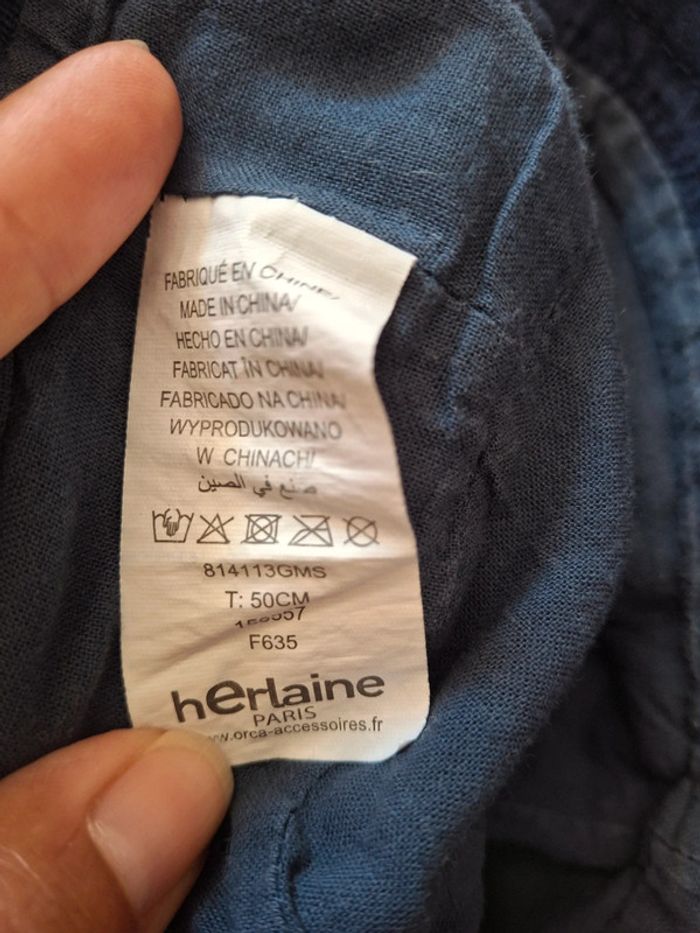 FABRIQUÉ EN CHINE/
MADE IN CHINA/
HECHO EN CHINA/
FABRICAT ÎN CHINA/
FABRICADO NA CHINA/
WYPRODUKOWANO
W CHINACH/
صنع في الصين
814113GMS
T: 50CM
F635
herlaine
PARIS
www.orca-accessoires.fr